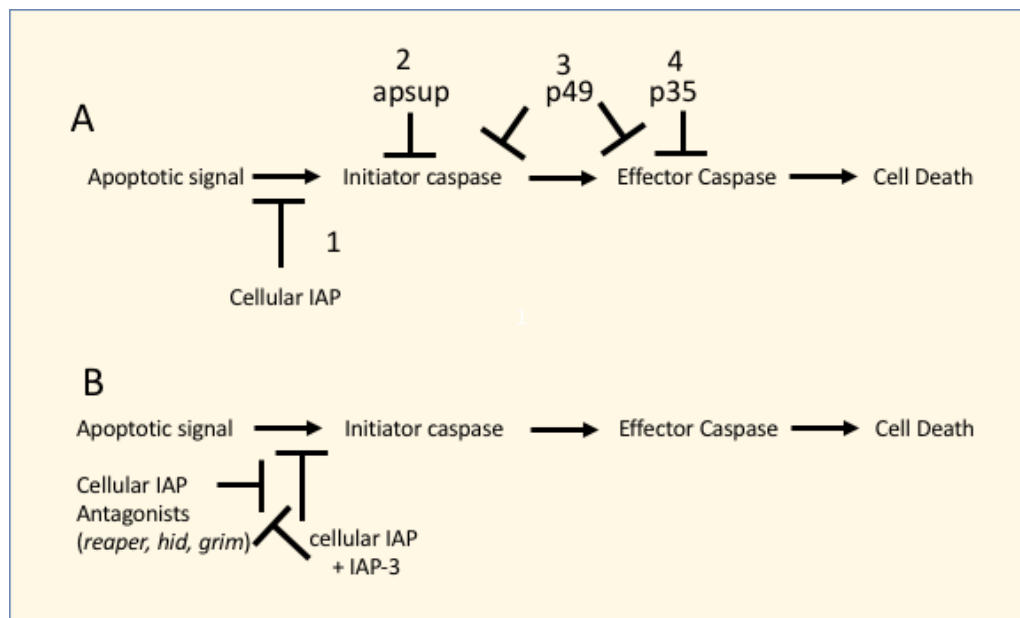 2
3
4
apsup
p49
p35
A
Apoptotic signal
Initiator caspase
Effector Caspase
Cell Death
1
Cellular IAP
1
B
Apoptotic signal
Initiator caspase
Effector Caspase
Cell Death
Cellular IAP
Antagonists
(reaper, hid, grim)
cellular IAP
+ IAP-3